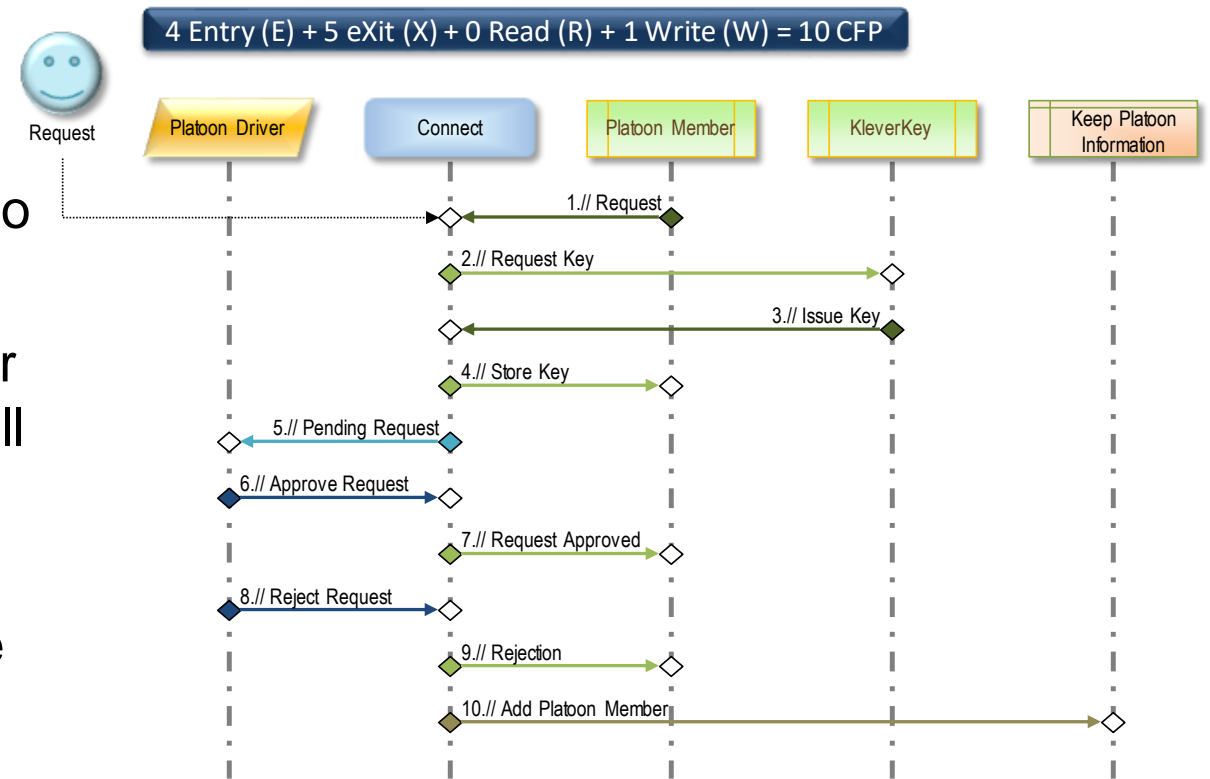 4 Entry (E) + 5 eXit (X) + 0 Read (R) + 1 Write (W) = 10 CFP
Request
Platoon Driver
Connect
Platoon Member
KleverKey
Keep Platoon
Information
o
1.// Request
2.// Request Key
3.// Issue Key
r
4.// Store Key
ll
5.// Pending Request
6.// Approve Request
7.// Request Approved
8.// Reject Request
e
9.// Rejection
10.// Add Platoon Member